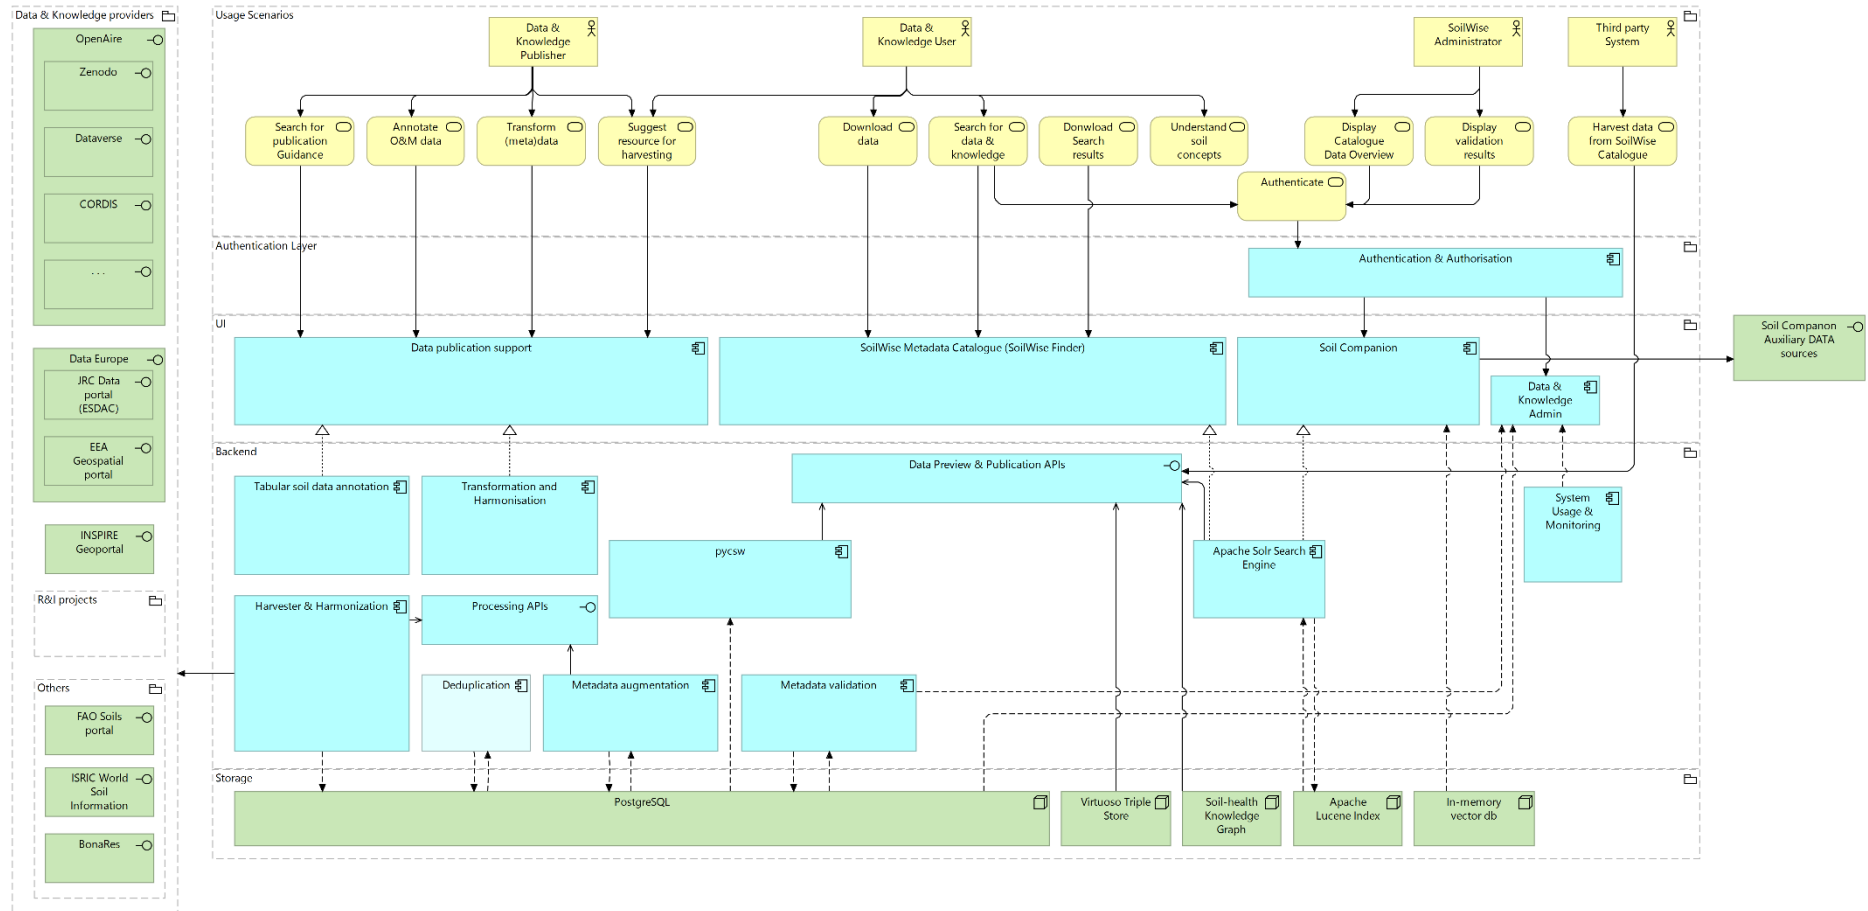 Data & Knowledge providers
OpenAire
Zenodo
Dataverse
CORDIS
. . .
Data Europe
JRC Data
portal
(ESDAC)
EEA
Geospatial
portal
INSPIRE
Geoportal
R&I projects
Others
FAO Soils
portal
ISRIC World
Soil
Information
BonaRes
Usage Scenarios
Data &
Knowledge
Publisher
Data &
Knowledge User
SoilWise
Administrator
Third party
System
Search for
publication
Guidance
Annotate
O&M data
Transform
(meta)data
Suggest
resource for
harvesting
Download
data
Search for
data &
knowledge
Donwload
Search
results
Understand
soil
concepts
Display
Catalogue
Data Overview
Display
validation
results
Harvest data
from SoilWise
Catalogue
Authenticate
Authentication Layer
Authentication & Authorisation
UI
Data publication support
SoilWise Metadata Catalogue (SoilWise Finder)
Soil Companion
Data &
Knowledge
Admin
Soil Companon
Auxiliary DATA
sources
Backend
Data Preview & Publication APIs
Tabular soil data annotation
Transformation and
Harmonisation
System
Usage &
Monitoring
pycsw
Apache Solr Search
Engine
Harvester & Harmonization
Processing APIs
Deduplication
Metadata augmentation
Metadata validation
Storage
PostgreSQL
Virtuoso Triple
Store
Soil-health
Knowledge
Graph
Apache
Lucene Index
In-memory
vector db